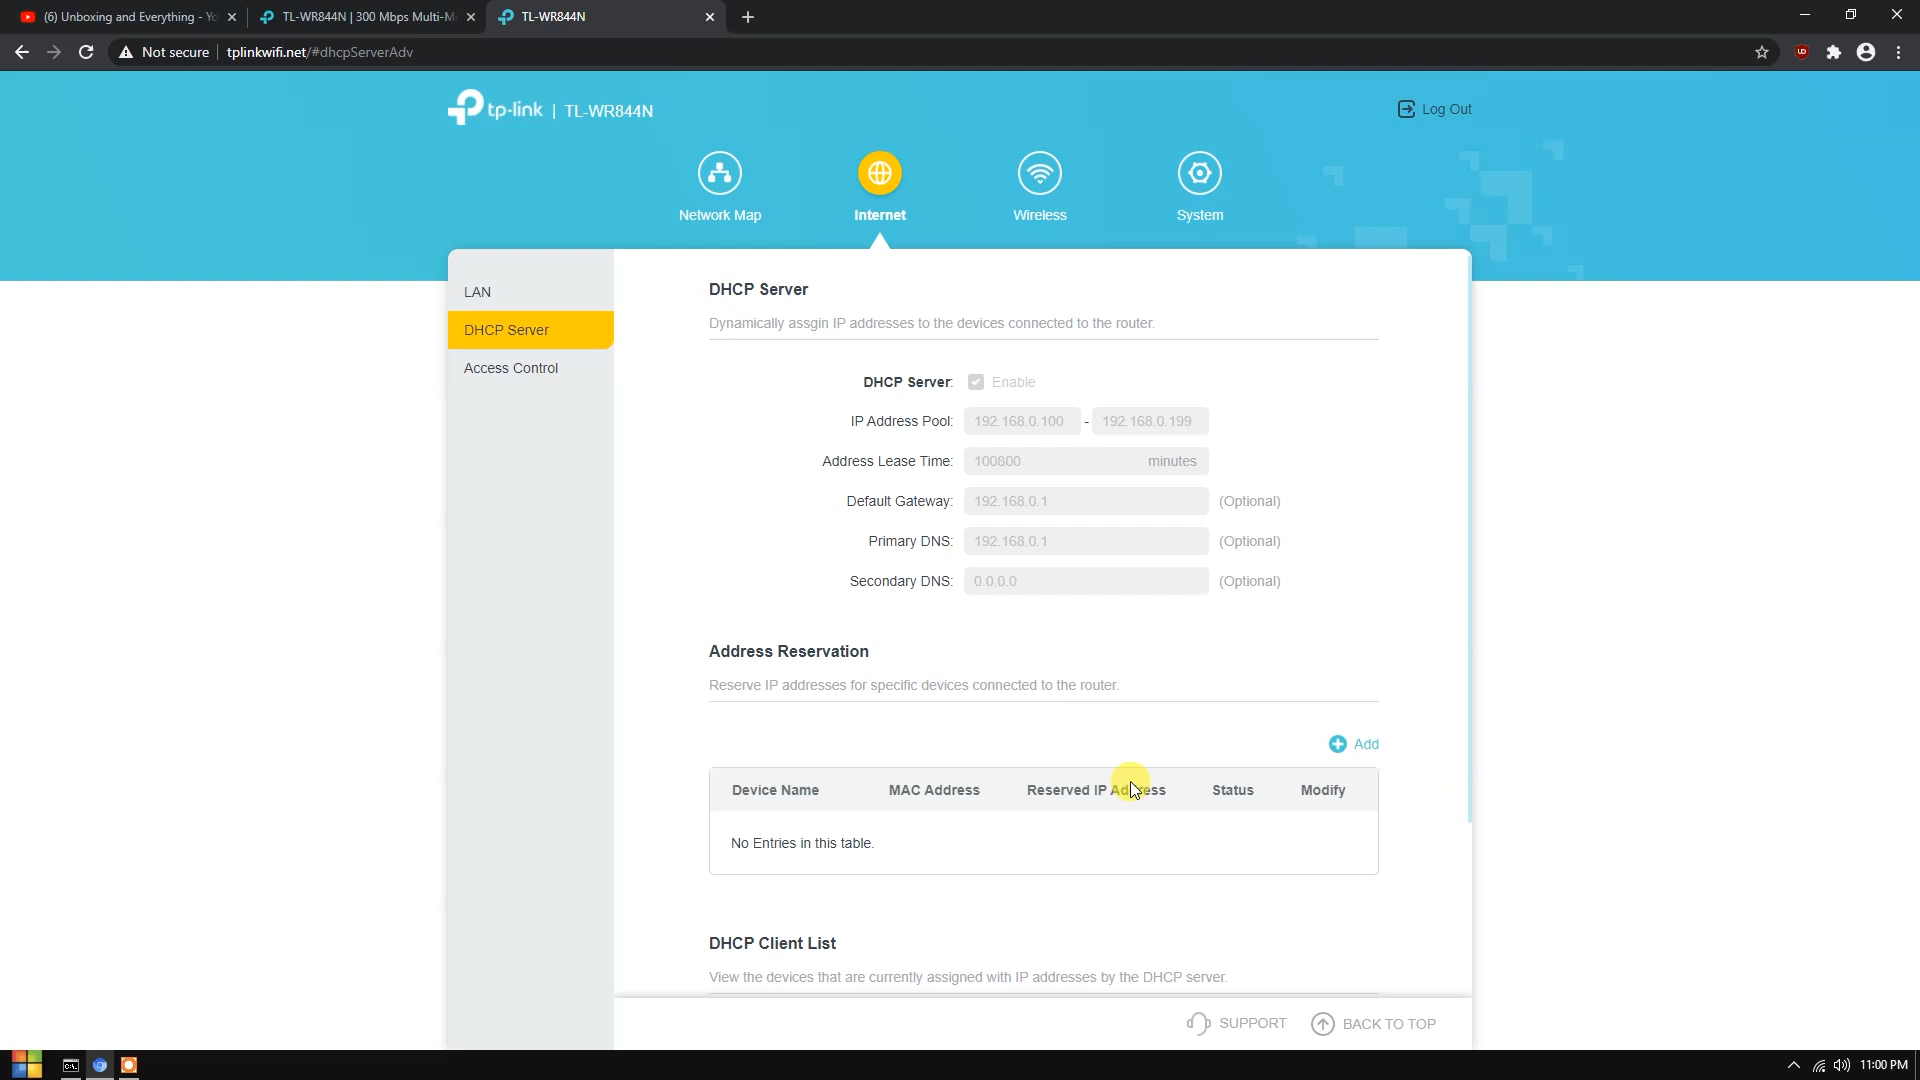 (6) Unboxing and Everything - Yo
TL-WR844N | 300 Mbps Multi-Mo
TL-WR844N
Not secure
tplinkwifi.net/#dhcpServerAdv
tp-link | TL-WR844N
Log Out
Network Map
Internet
Wireless
System
LAN
DHCP Server
Access Control
DHCP Server
Dynamically assgin IP addresses to the devices connected to the router.
DHCP Server: Enable
IP Address Pool: 192.168.0.100 - 192.168.0.199
Address Lease Time: 100800 minutes
Default Gateway: 192.168.0.1 (Optional)
Primary DNS: 192.168.0.1 (Optional)
Secondary DNS: 0.0.0.0 (Optional)
Address Reservation
Reserve IP addresses for specific devices connected to the router.
Add
Device Name MAC Address Reserved IP Address Status Modify
No Entries in this table.
DHCP Client List
View the devices that are currently assigned with IP addresses by the DHCP server.
SUPPORT
BACK TO TOP
11:00 PM